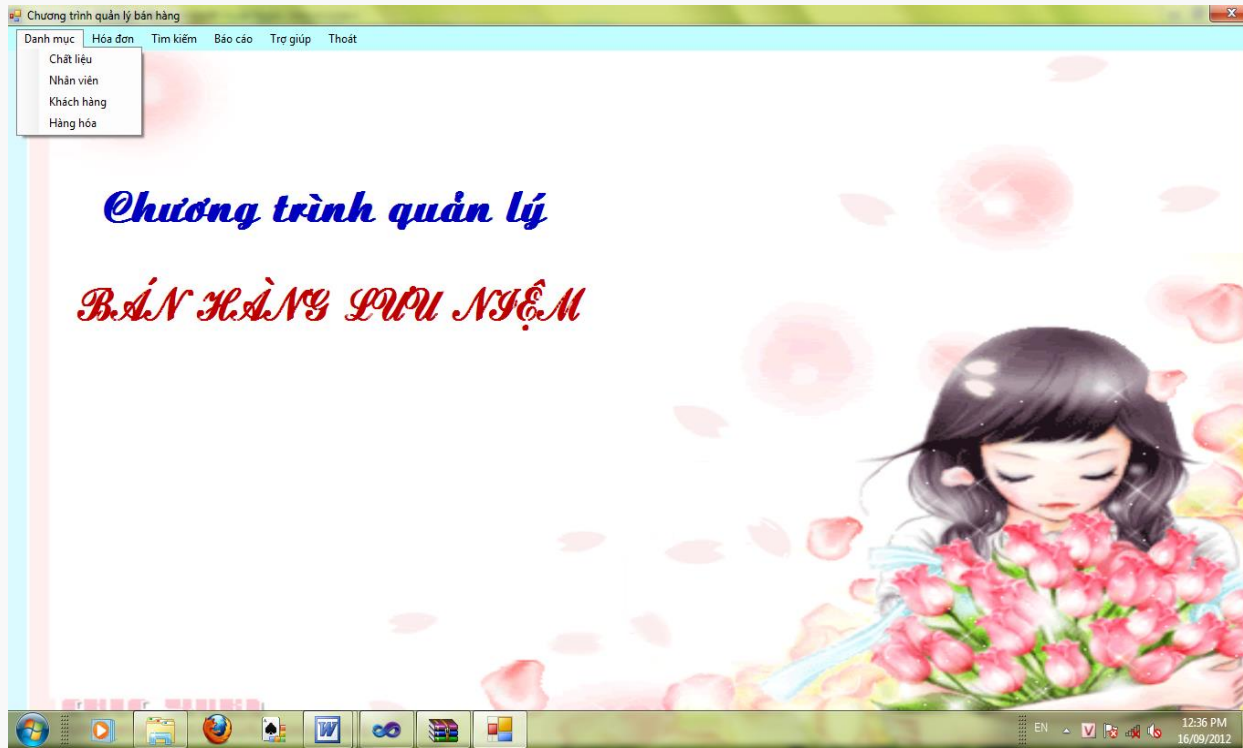 Chương trình quản lý bán hàng
Danh mục Hóa đơn Tìm kiếm Báo cáo Trợ giúp Thoát
Chất liệu
Nhân viên
Khách hàng
Hàng hóa
Chương trình quản lý
BÁN HÀNG LƯU NIỆM
EN
12:36 PM
16/09/2012